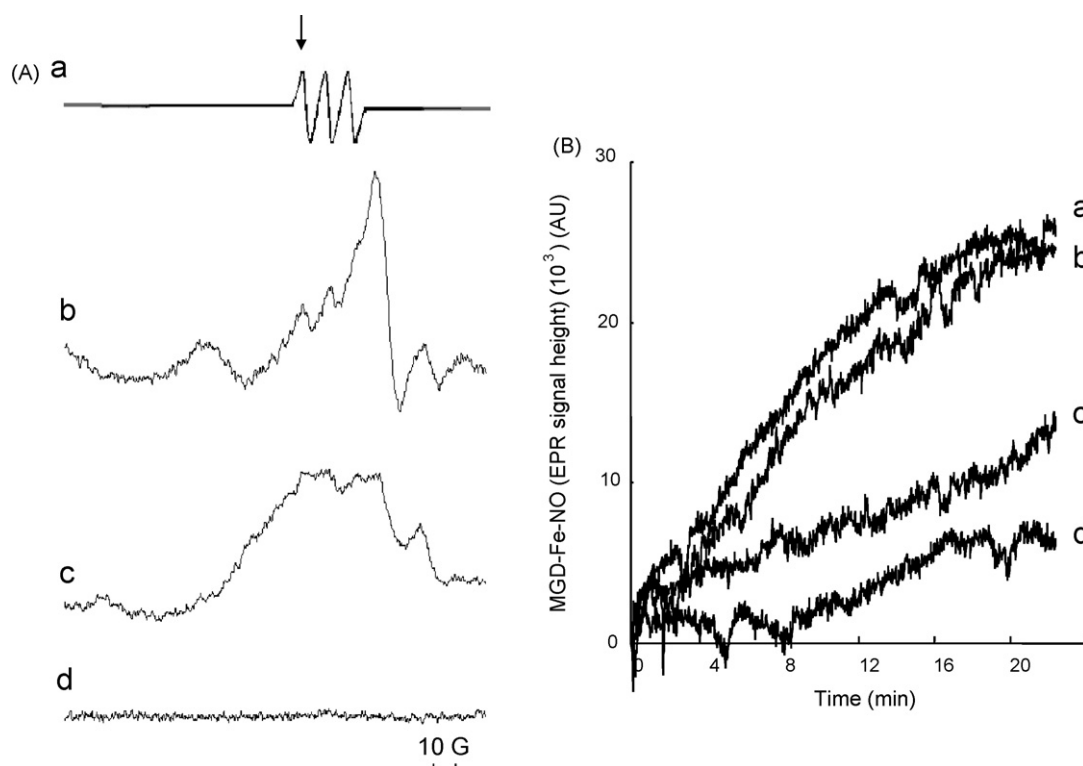 (A) a
b
c
d
10 G
(B)
MGD-Fe-NO (EPR signal height) (10³) (AU)
30
20
10
0
0 4 8 12 16 20
Time (min)
a
b
c